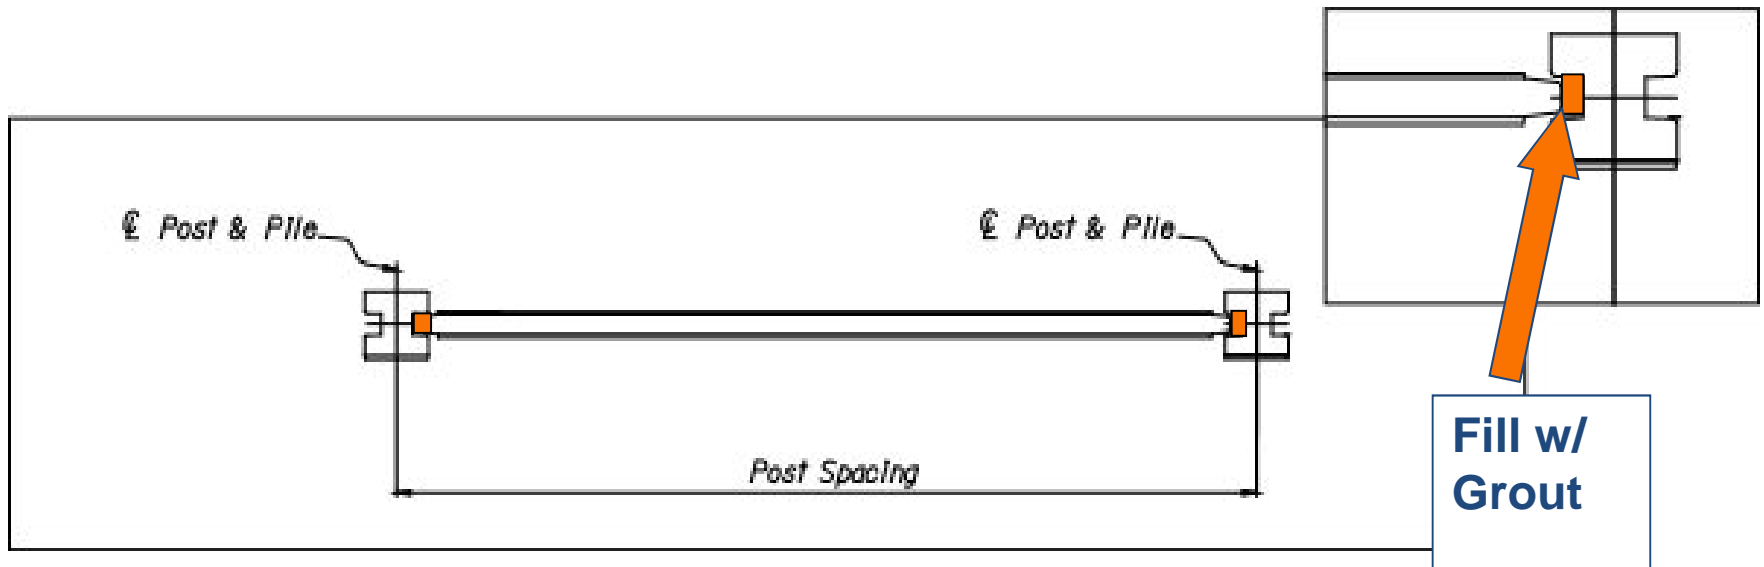 ℄ Post & Pile
℄ Post & Pile
Post Spacing
Fill w/
Grout